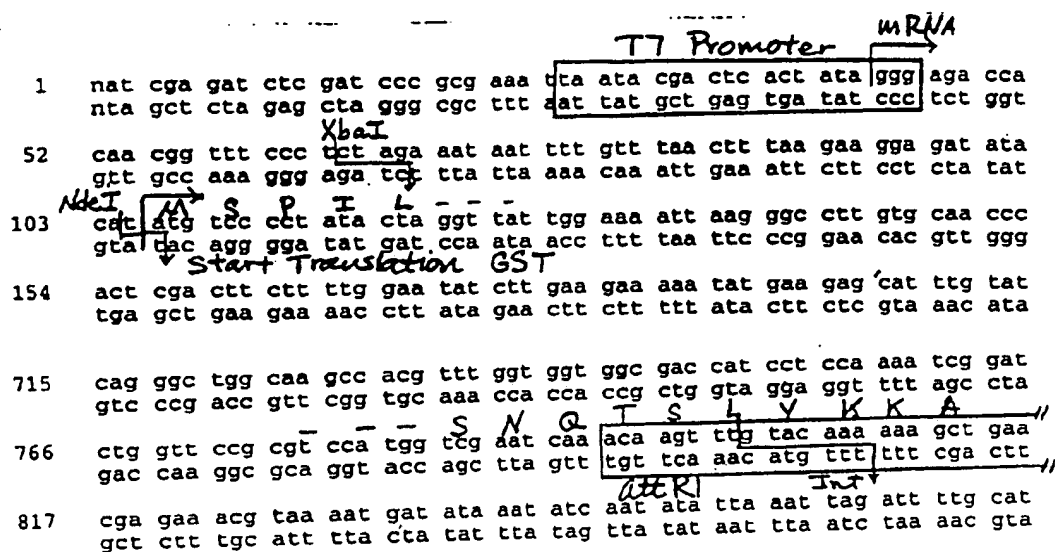 T7 Promoter mRNA
1 nat cga gat ctc gat ccc gcg aaa tta ata cga ctc act ata ggg aga cca
nta gct cta gag cta ggg cgc ttt aat tat gct gag tga tat ccc tct ggt
XbaI
52 caa cgg ttt ccc tct aga aat aat ttt gtt taa ctt taa gaa gga gat ata
gtt gcc aaa ggg aga tct tta tta aaa caa att gaa att ctt cct cta tat
NdeI M S P I L - - -
103 cat atg tcc cct ata cta ggt tat tgg aaa att aag ggc ctt gtg caa ccc
gta tac agg gga tat gat cca ata acc ttt taa ttc ccg gaa cac gtt ggg
Start Translation GST
154 act cga ctt ctt ttg gaa tat ctt gaa gaa aaa tat gaa gag cat ttg tat
tga gct gaa gaa aac ctt ata gaa ctt ctt ttt ata ctt ctc gta aac ata
715 cag ggc tgg caa gcc acg ttt ggt ggt ggc gac cat cct cca aaa tcg gat
gtc ccg acc gtt cgg tgc aaa cca cca ccg ctg gta gga ggt ttt agc cta
- - - - S N Q T S L Y K K A
766 ctg gtt ccg cgt cca tgg tcg aat caa aca agt ttg tac aaa aaa gct gaa
gac caa ggc gca ggt acc agc tta gtt tgt tca aac atg ttt ttt cga ctt
attR1 Int
817 cga gaa acg taa aat gat ata aat atc aat ata tta aat tag att ttg cat
gct ctt tgc att tta cta tat tta tag tta tat aat tta atc taa aac gta